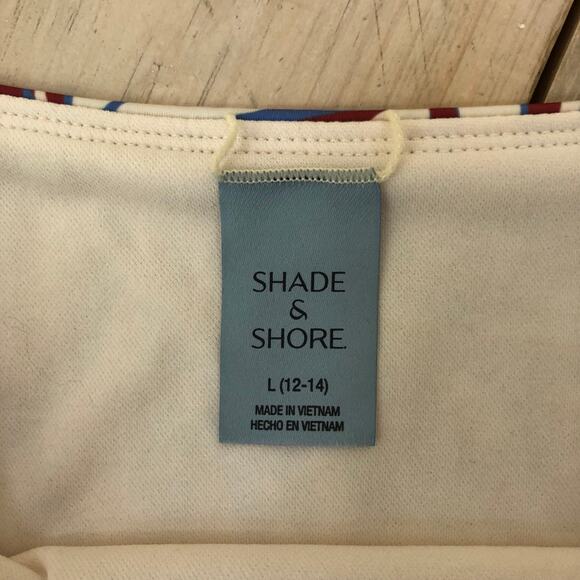 SHADE
&
SHORE.
L (12-14)
MADE IN VIETNAM
HECHO EN VIETNAM